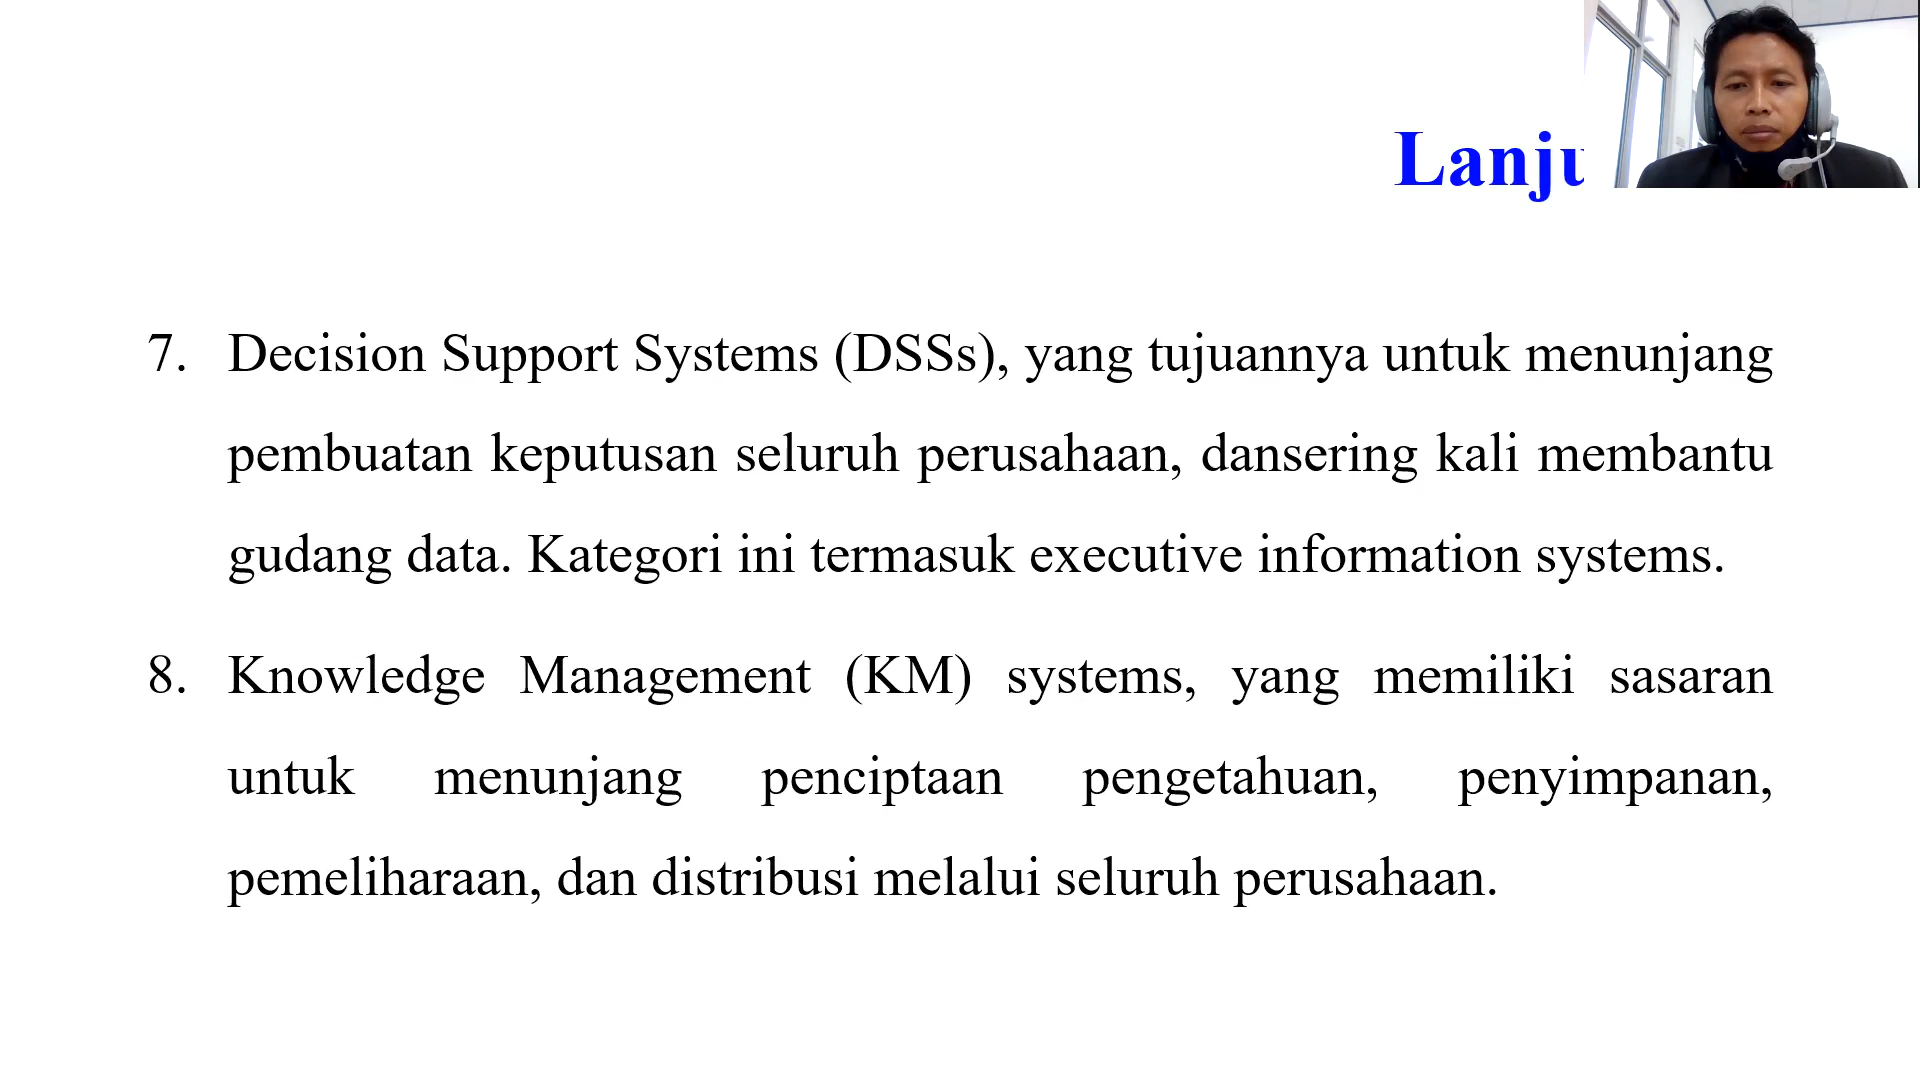 Lanju
7. Decision Support Systems (DSSs), yang tujuannya untuk menunjang
pembuatan keputusan seluruh perusahaan, dansering kali membantu
gudang data. Kategori ini termasuk executive information systems.
8. Knowledge Management (KM) systems, yang memiliki sasaran
untuk menunjang penciptaan pengetahuan, penyimpanan,
pemeliharaan, dan distribusi melalui seluruh perusahaan.